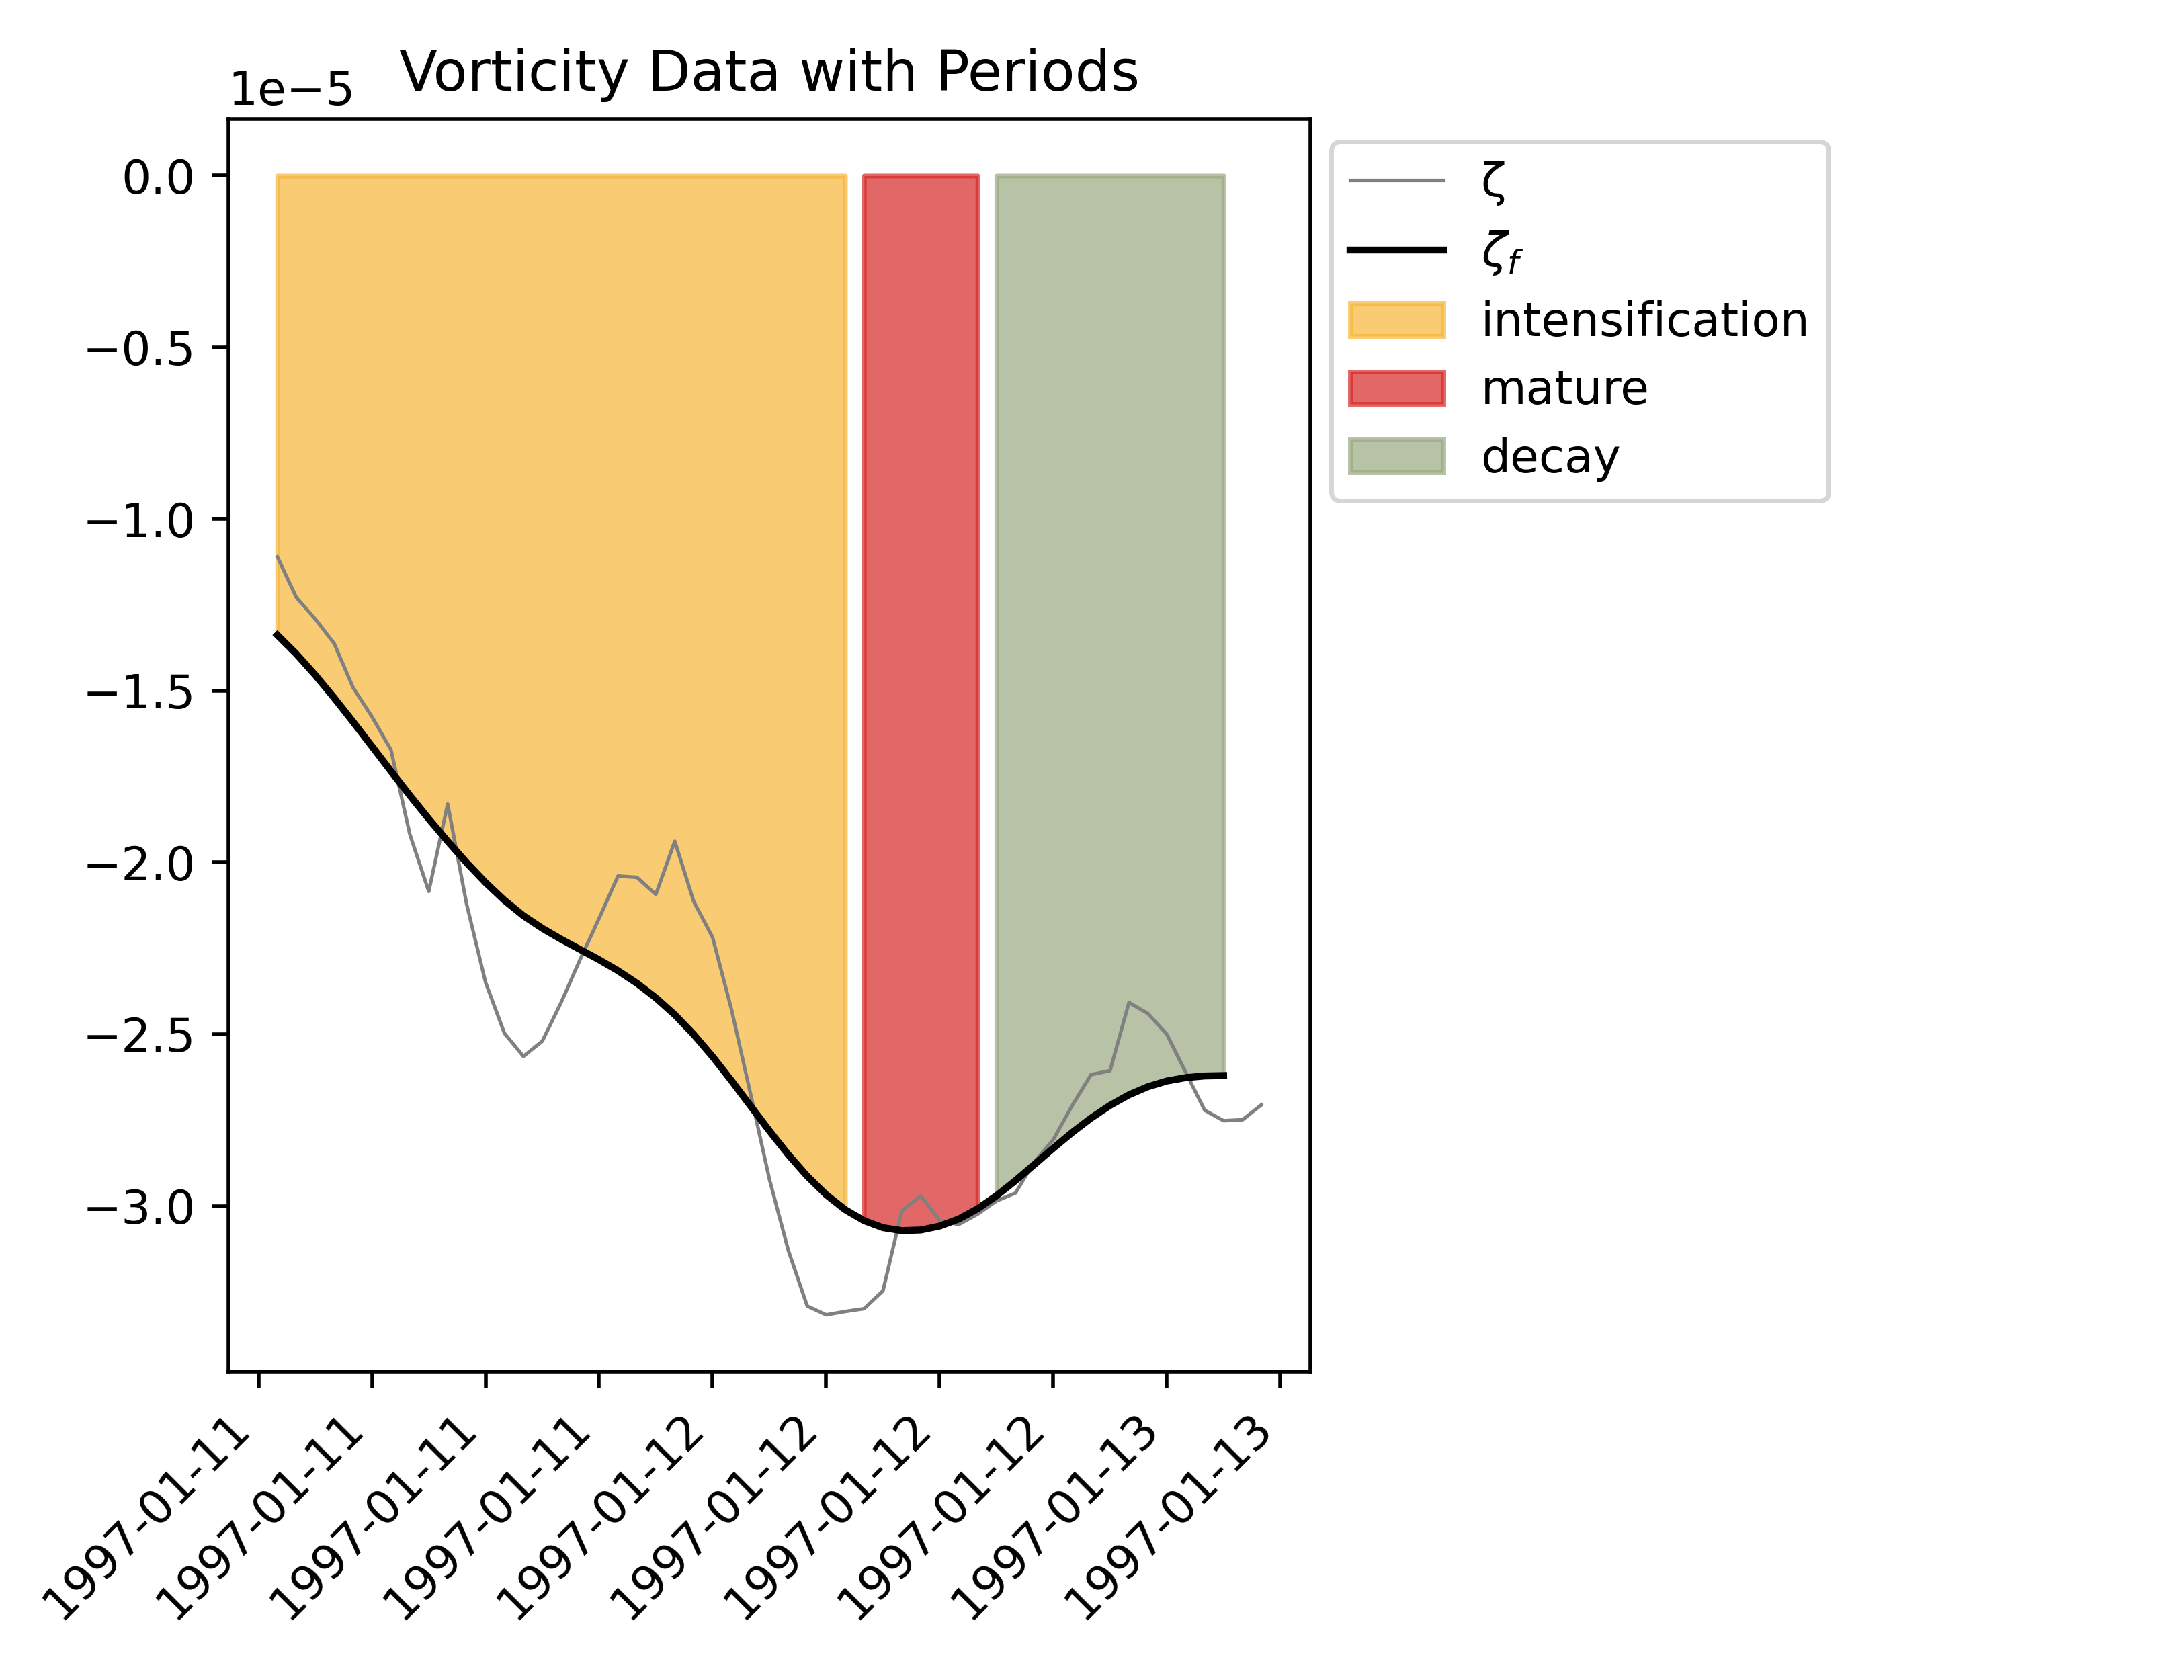 Vorticity Data with Periods
1e−5
0.0
−0.5
−1.0
−1.5
−2.0
−2.5
−3.0
1997-01-11
1997-01-11
1997-01-11
1997-01-11
1997-01-12
1997-01-12
1997-01-12
1997-01-12
1997-01-13
1997-01-13
ζ
ζf
intensification
mature
decay